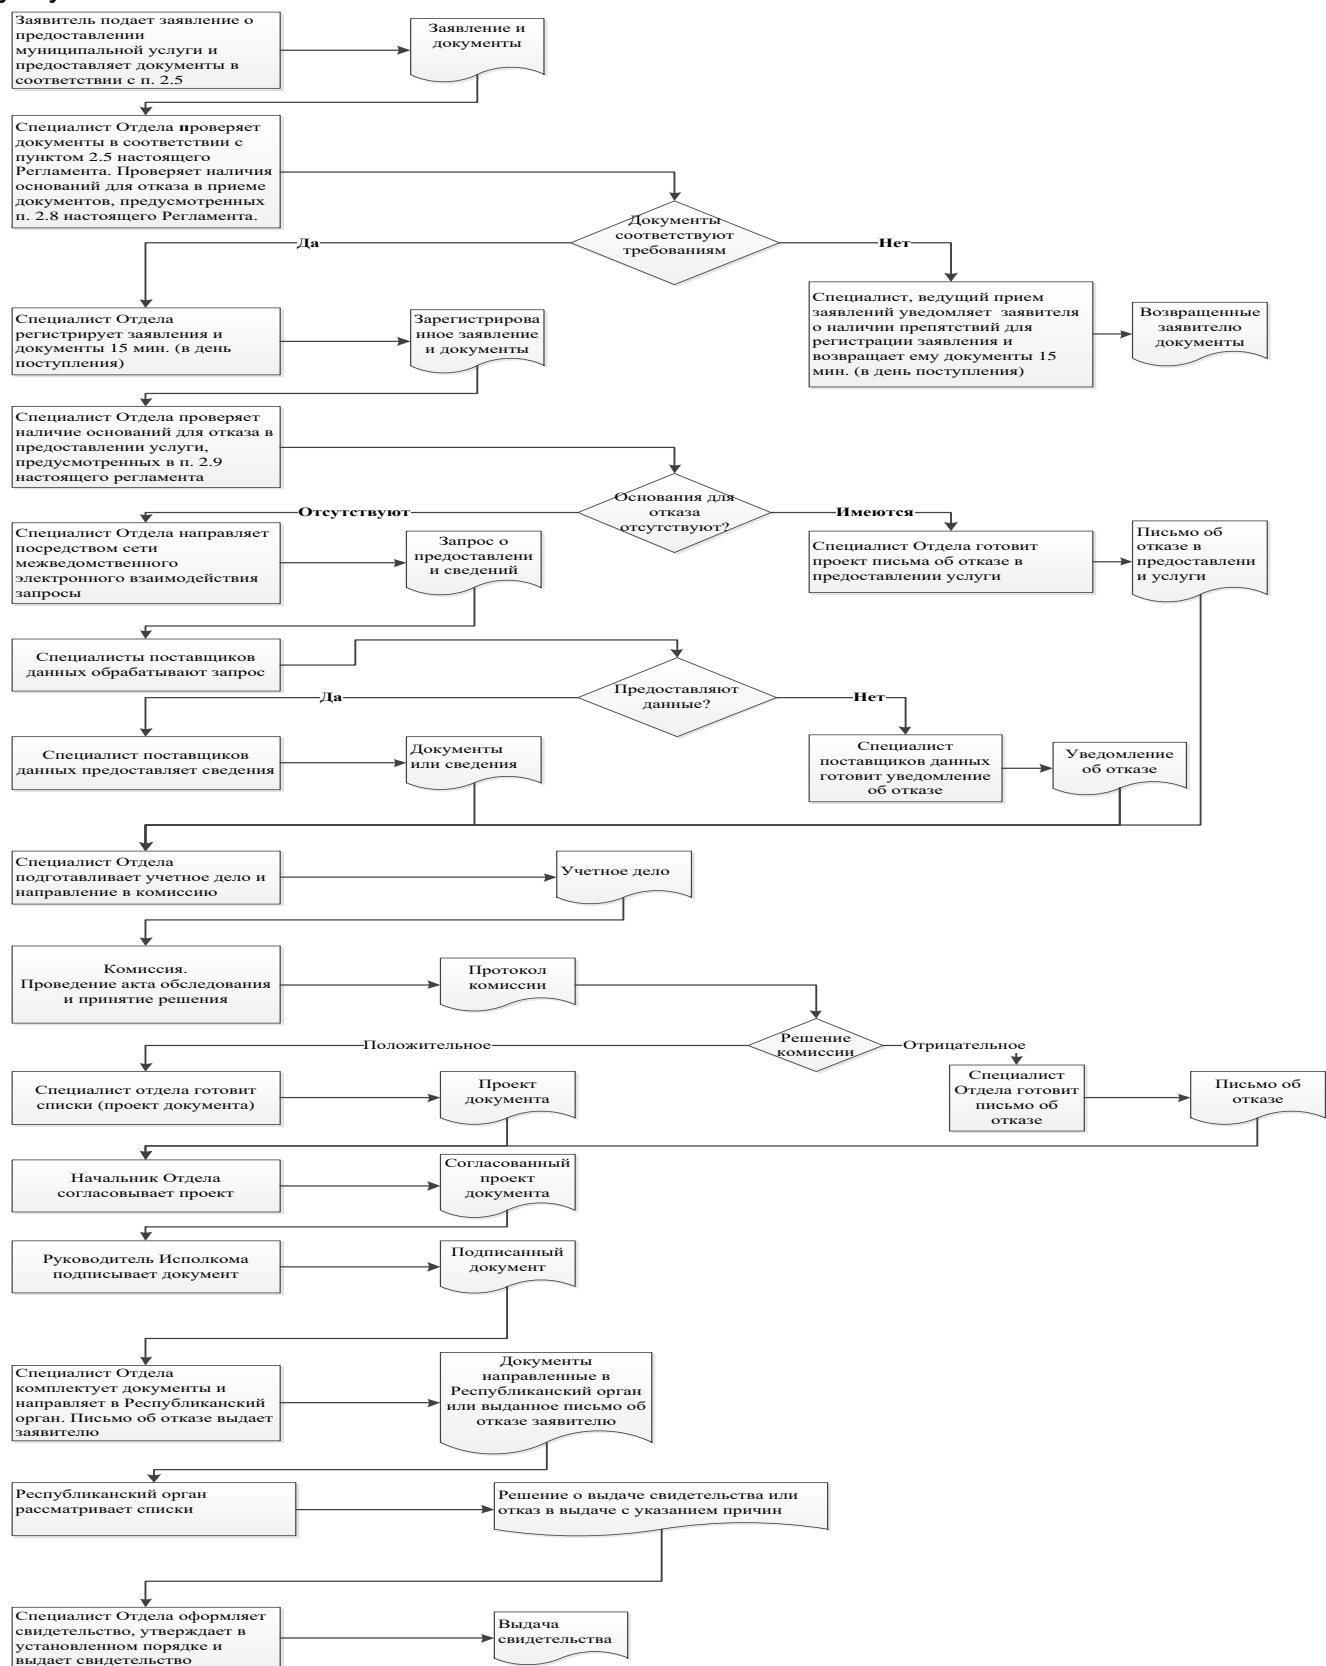 Заявитель подает заявление о
предоставлении
муниципальной услуги и
предоставляет документы в
соответствии с п. 2.5
Заявление и
документы
Специалист Отдела проверяет
документы в соответствии с
пунктом 2.5 настоящего
Регламента. Проверяет наличия
оснований для отказа в приеме
документов, предусмотренных
п. 2.8 настоящего Регламента.
Документы
соответствуют
требованиям
Да
Нет
Специалист Отдела
регистрирует заявления и
документы 15 мин. (в день
поступления)
Зарегистрирова
нное заявление
и документы
Специалист, ведущий прием
заявлений уведомляет заявителя
о наличии препятствий для
регистрации заявления и
возвращает ему документы 15
мин. (в день поступления)
Возвращенные
заявителю
документы
Специалист Отдела проверяет
наличие оснований для отказа в
предоставлении услуги,
предусмотренных в п. 2.9
настоящего регламента
Основания для
отказа
отсутствуют?
Отсутствуют
Имеются
Специалист Отдела направляет
посредством сети
межведомственного
электронного взаимодействия
запросы
Запрос о
предоставлени
и сведений
Специалист Отдела готовит
проект письма об отказе в
предоставлении услуги
Письмо об
отказе в
предоставлени
и услуги
Специалисты поставщиков
данных обрабатывают запрос
Предоставляют
данные?
Да
Нет
Специалист поставщиков
данных предоставляет сведения
Документы
или сведения
Специалист
поставщиков данных
готовит уведомление
об отказе
Уведомление
об отказе
Специалист Отдела
подготавливает учетное дело и
направление в комиссию
Учетное дело
Комиссия.
Проведение акта обследования
и принятие решения
Протокол
комиссии
Решение
комиссии
Положительное
Отрицательное
Специалист отдела готовит
списки (проект документа)
Проект
документа
Специалист
Отдела готовит
письмо об
отказе
Письмо об
отказе
Начальник Отдела
согласовывает проект
Согласованный
проект
документа
Руководитель Исполкома
подписывает документ
Подписанный
документ
Специалист Отдела
комплектует документы и
направляет в Республиканский
орган. Письмо об отказе выдает
заявителю
Документы
направленные в
Республиканский орган
или выданное письмо об
отказе заявителю
Республиканский орган
рассматривает списки
Решение о выдаче свидетельства или
отказ в выдаче с указанием причин
Специалист Отдела оформляет
свидетельство, утверждает в
установленном порядке и
выдает свидетельство
Выдача
свидетельства